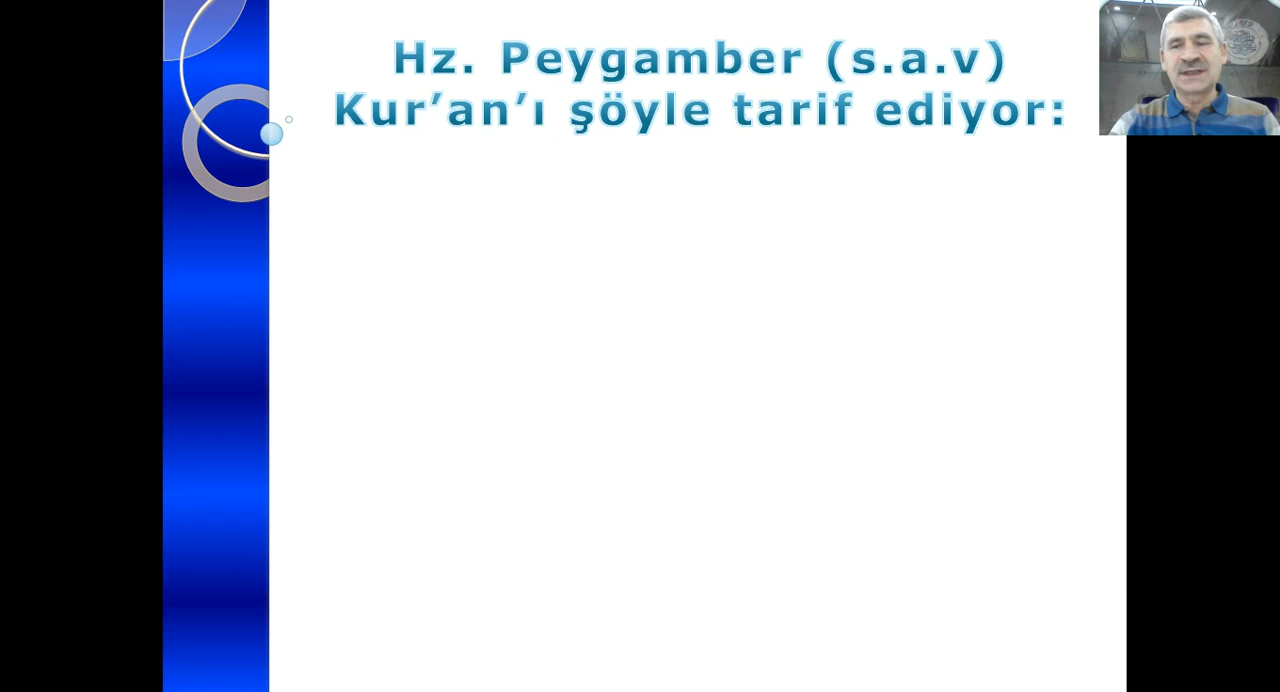 Hz. Peygamber (s.a.v)
Kur’an’ı şöyle tarif ediyor: